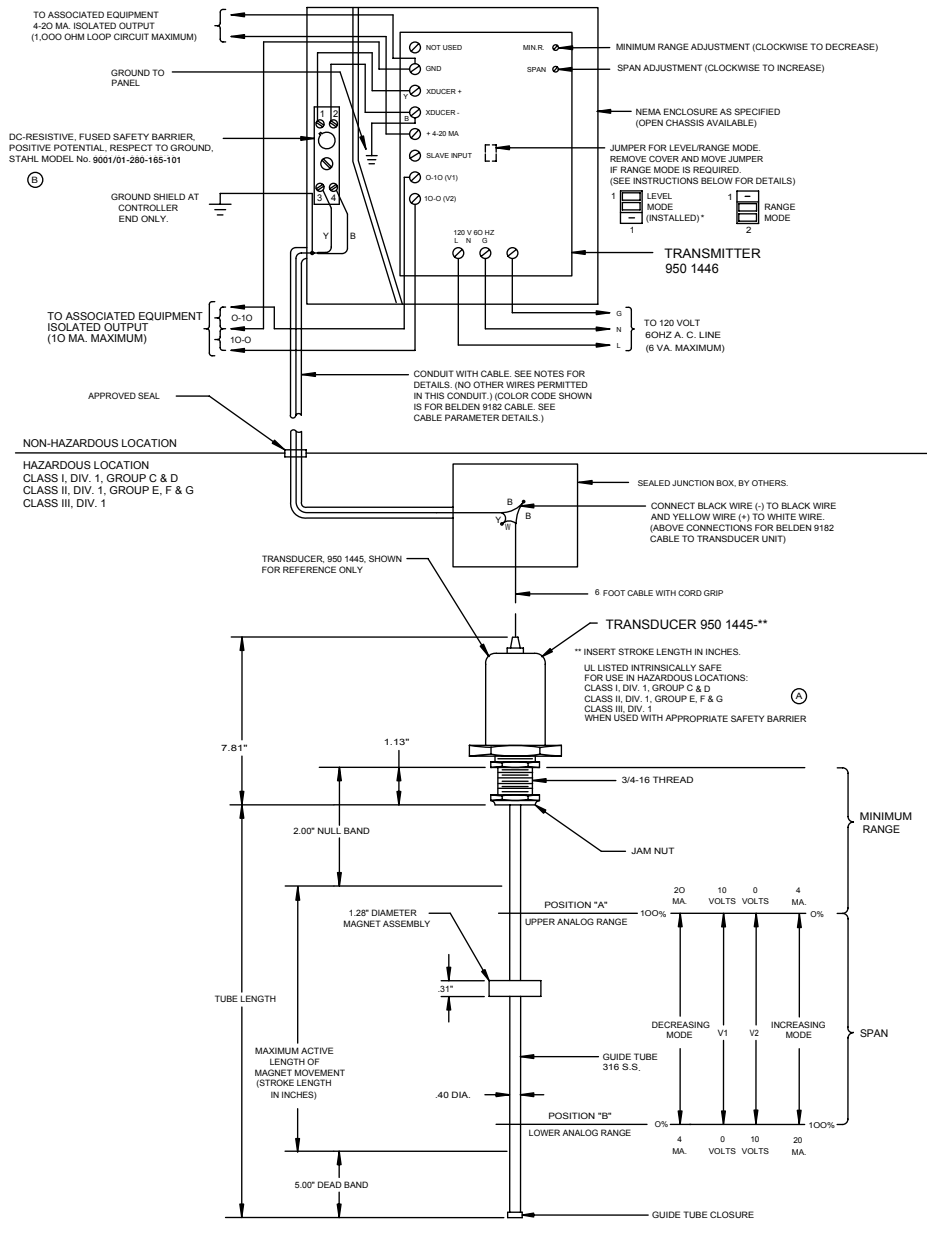 TO ASSOCIATED EQUIPMENT
4-2O MA. ISOLATED OUTPUT
(1,OOO OHM LOOP CIRCUIT MAXIMUM)
GROUND TO
PANEL
DC-RESISTIVE, FUSED SAFETY BARRIER,
POSITIVE POTENTIAL, RESPECT TO GROUND,
STAHL MODEL No. 9001/01-280-165-101
B
GROUND SHIELD AT
CONTROLLER
END ONLY.
1 2
3 4
Y B
NOT USED
GND
XDUCER +
Y
XDUCER -
B
+ 4-20 MA
SLAVE INPUT
O-1O (V1)
1O-O (V2)
MIN.R.
SPAN
120 V 6O HZ
L N G
MINIMUM RANGE ADJUSTMENT (CLOCKWISE TO DECREASE)
SPAN ADJUSTMENT (CLOCKWISE TO INCREASE)
NEMA ENCLOSURE AS SPECIFIED
(OPEN CHASSIS AVAILABLE)
JUMPER FOR LEVEL/RANGE MODE.
REMOVE COVER AND MOVE JUMPER
IF RANGE MODE IS REQUIRED.
(SEE INSTRUCTIONS BELOW FOR DETAILS)
1 LEVEL
MODE
(INSTALLED) *
1
1
RANGE
MODE
2
TRANSMITTER
950 1446
TO ASSOCIATED EQUIPMENT
ISOLATED OUTPUT
(1O MA. MAXIMUM)
O-1O
1O-O
G
N
L
TO 120 VOLT
6OHZ A. C. LINE
(6 VA. MAXIMUM)
CONDUIT WITH CABLE. SEE NOTES FOR
DETAILS. (NO OTHER WIRES PERMITTED
IN THIS CONDUIT.) (COLOR CODE SHOWN
IS FOR BELDEN 9182 CABLE. SEE
CABLE PARAMETER DETAILS.)
APPROVED SEAL
NON-HAZARDOUS LOCATION
HAZARDOUS LOCATION
CLASS I, DIV. 1, GROUP C & D
CLASS II, DIV. 1, GROUP E, F & G
CLASS III, DIV. 1
B
Y B
W
SEALED JUNCTION BOX, BY OTHERS.
CONNECT BLACK WIRE (-) TO BLACK WIRE
AND YELLOW WIRE (+) TO WHITE WIRE.
(ABOVE CONNECTIONS FOR BELDEN 9182
CABLE TO TRANSDUCER UNIT)
TRANSDUCER, 950 1445, SHOWN
FOR REFERENCE ONLY
6 FOOT CABLE WITH CORD GRIP
TRANSDUCER 950 1445-**
** INSERT STROKE LENGTH IN INCHES.
UL LISTED INTRINSICALLY SAFE
FOR USE IN HAZARDOUS LOCATIONS:
CLASS I, DIV. 1, GROUP C & D
CLASS II, DIV. 1, GROUP E, F & G
CLASS III, DIV. 1
WHEN USED WITH APPROPRIATE SAFETY BARRIER
A
7.81"
1.13"
3/4-16 THREAD
2.00" NULL BAND
JAM NUT
MINIMUM
RANGE
1.28" DIAMETER
MAGNET ASSEMBLY
POSITION "A"
UPPER ANALOG RANGE
2O
MA.
10
VOLTS
0
VOLTS
4
MA.
1OO%
O%
.31"
TUBE LENGTH
DECREASING
MODE
V1
V2
INCREASING
MODE
SPAN
MAXIMUM ACTIVE
LENGTH OF
MAGNET MOVEMENT
(STROKE LENGTH
IN INCHES)
GUIDE TUBE
316 S.S.
.40 DIA.
POSITION "B"
LOWER ANALOG RANGE
O%
1OO%
4
MA.
0
VOLTS
10
VOLTS
20
MA.
5.00" DEAD BAND
GUIDE TUBE CLOSURE